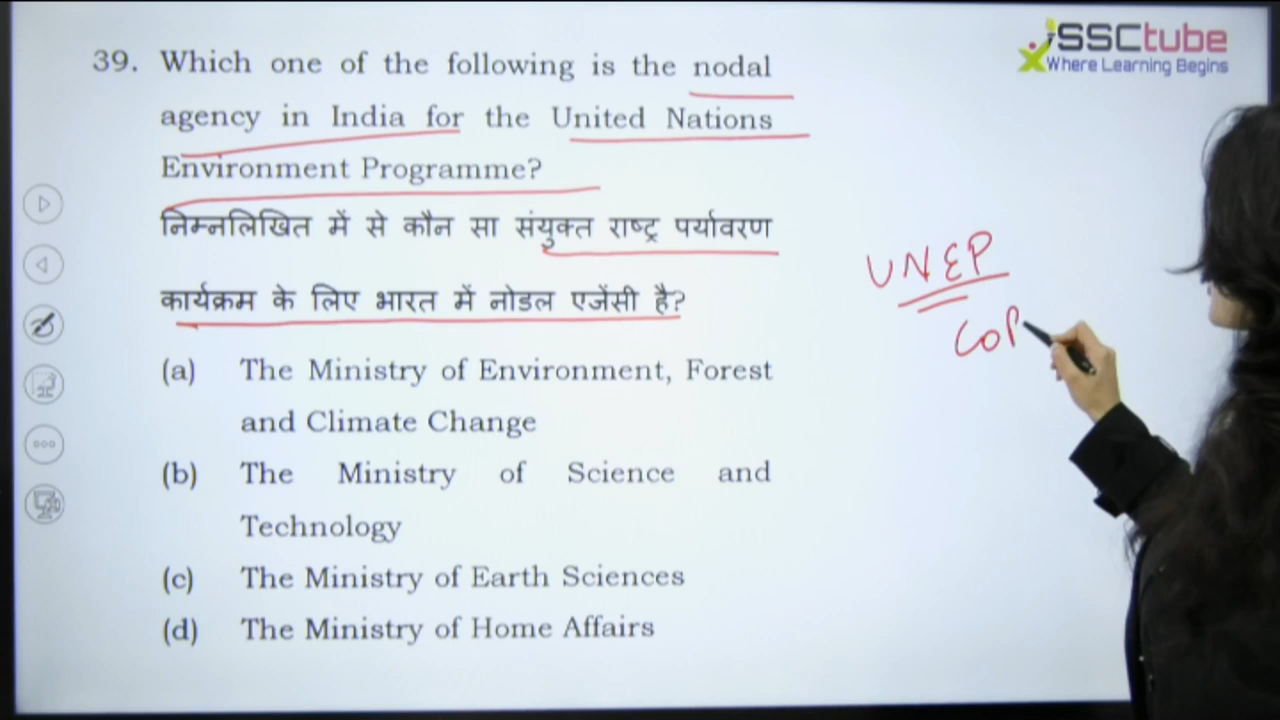 SSCtube
Where Learning Begins
39. Which one of the following is the nodal
agency in India for the United Nations
Environment Programme?
निम्नलिखित में से कौन सा संयुक्त राष्ट्र पर्यावरण
कार्यक्रम के लिए भारत में नोडल एजेंसी है?
UNEP
COP
(a) The Ministry of Environment, Forest
and Climate Change
(b) The Ministry of Science and
Technology
(c) The Ministry of Earth Sciences
(d) The Ministry of Home Affairs